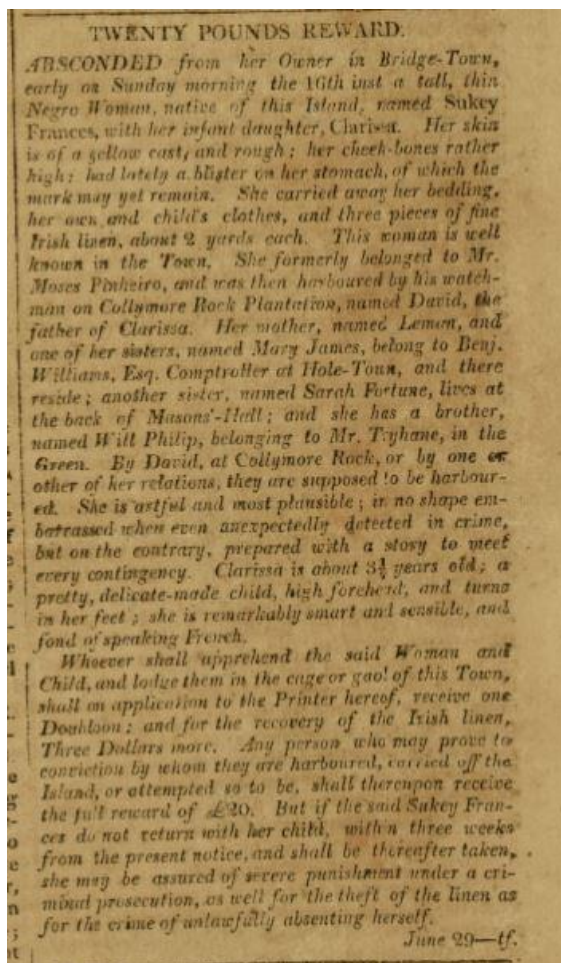 TWENTY POUNDS REWARD.
ABSCONDED from her Owner in Bridge-Town,
early on Sunday morning the 16th inst a tall, thin
Negro Woman, native of this Island, named Sukey
Frances, with her infant daughter, Clarissa. Her skin
is of a yellow cast, and rough; her cheek-bones rather
high; had lately a blister on her stomach, of which the
mark may yet remain. She carried away her bedding,
her own and child's clothes, and three pieces of fine
Irish linen, about 2 yards each. This woman is well
known in the Town. She formerly belonged to Mr.
Moses Pinheiro, and was then harboured by his watch-
man on Collymore Rock Plantation, named David, the
father of Clarissa. Her mother, named Lemon, and
one of her sisters, named Mary James, belong to Benj.
Williams, Esq. Comptroller at Hole-Town, and there
reside; another sister, named Sarah Fortune, lives at
the back of Masons'-Hall; and she has a brother,
named Will Philip, belonging to Mr. Tryhane, in the
Green. By David, at Collymore Rock, or by one or
other of her relations, they are supposed to be harbour-
ed. She is artful and most plausible; in no shape em-
batrassed when even unexpectedly detected in crime,
but on the contrary, prepared with a story to meet
every contingency. Clarissa is about 3½ years old; a
pretty, delicate-made child, high forehead, and turns
in her feet; she is remarkably smart and sensible, and
fond of speaking French.
Whoever shall apprehend the said Woman and
Child, and lodge them in the cage or gaol of this Town,
shall on application to the Printer hereof, receive one
Doubloon; and for the recovery of the Irish linen,
Three Dollars more. Any person who may prove to
conviction by whom they are harboured, carried off the
Island, or attempted so to be, shall thereupon receive
the full reward of £20. But if the said Sukey Fran-
ces do not return with her child, with n three weeks
from the present notice, and shall be thereafter taken,
she may be assured of severe punishment under a cri-
minal prosecution, as well for the theft of the linen as
for the crime of unlawfully absenting herself.
June 29—tf.